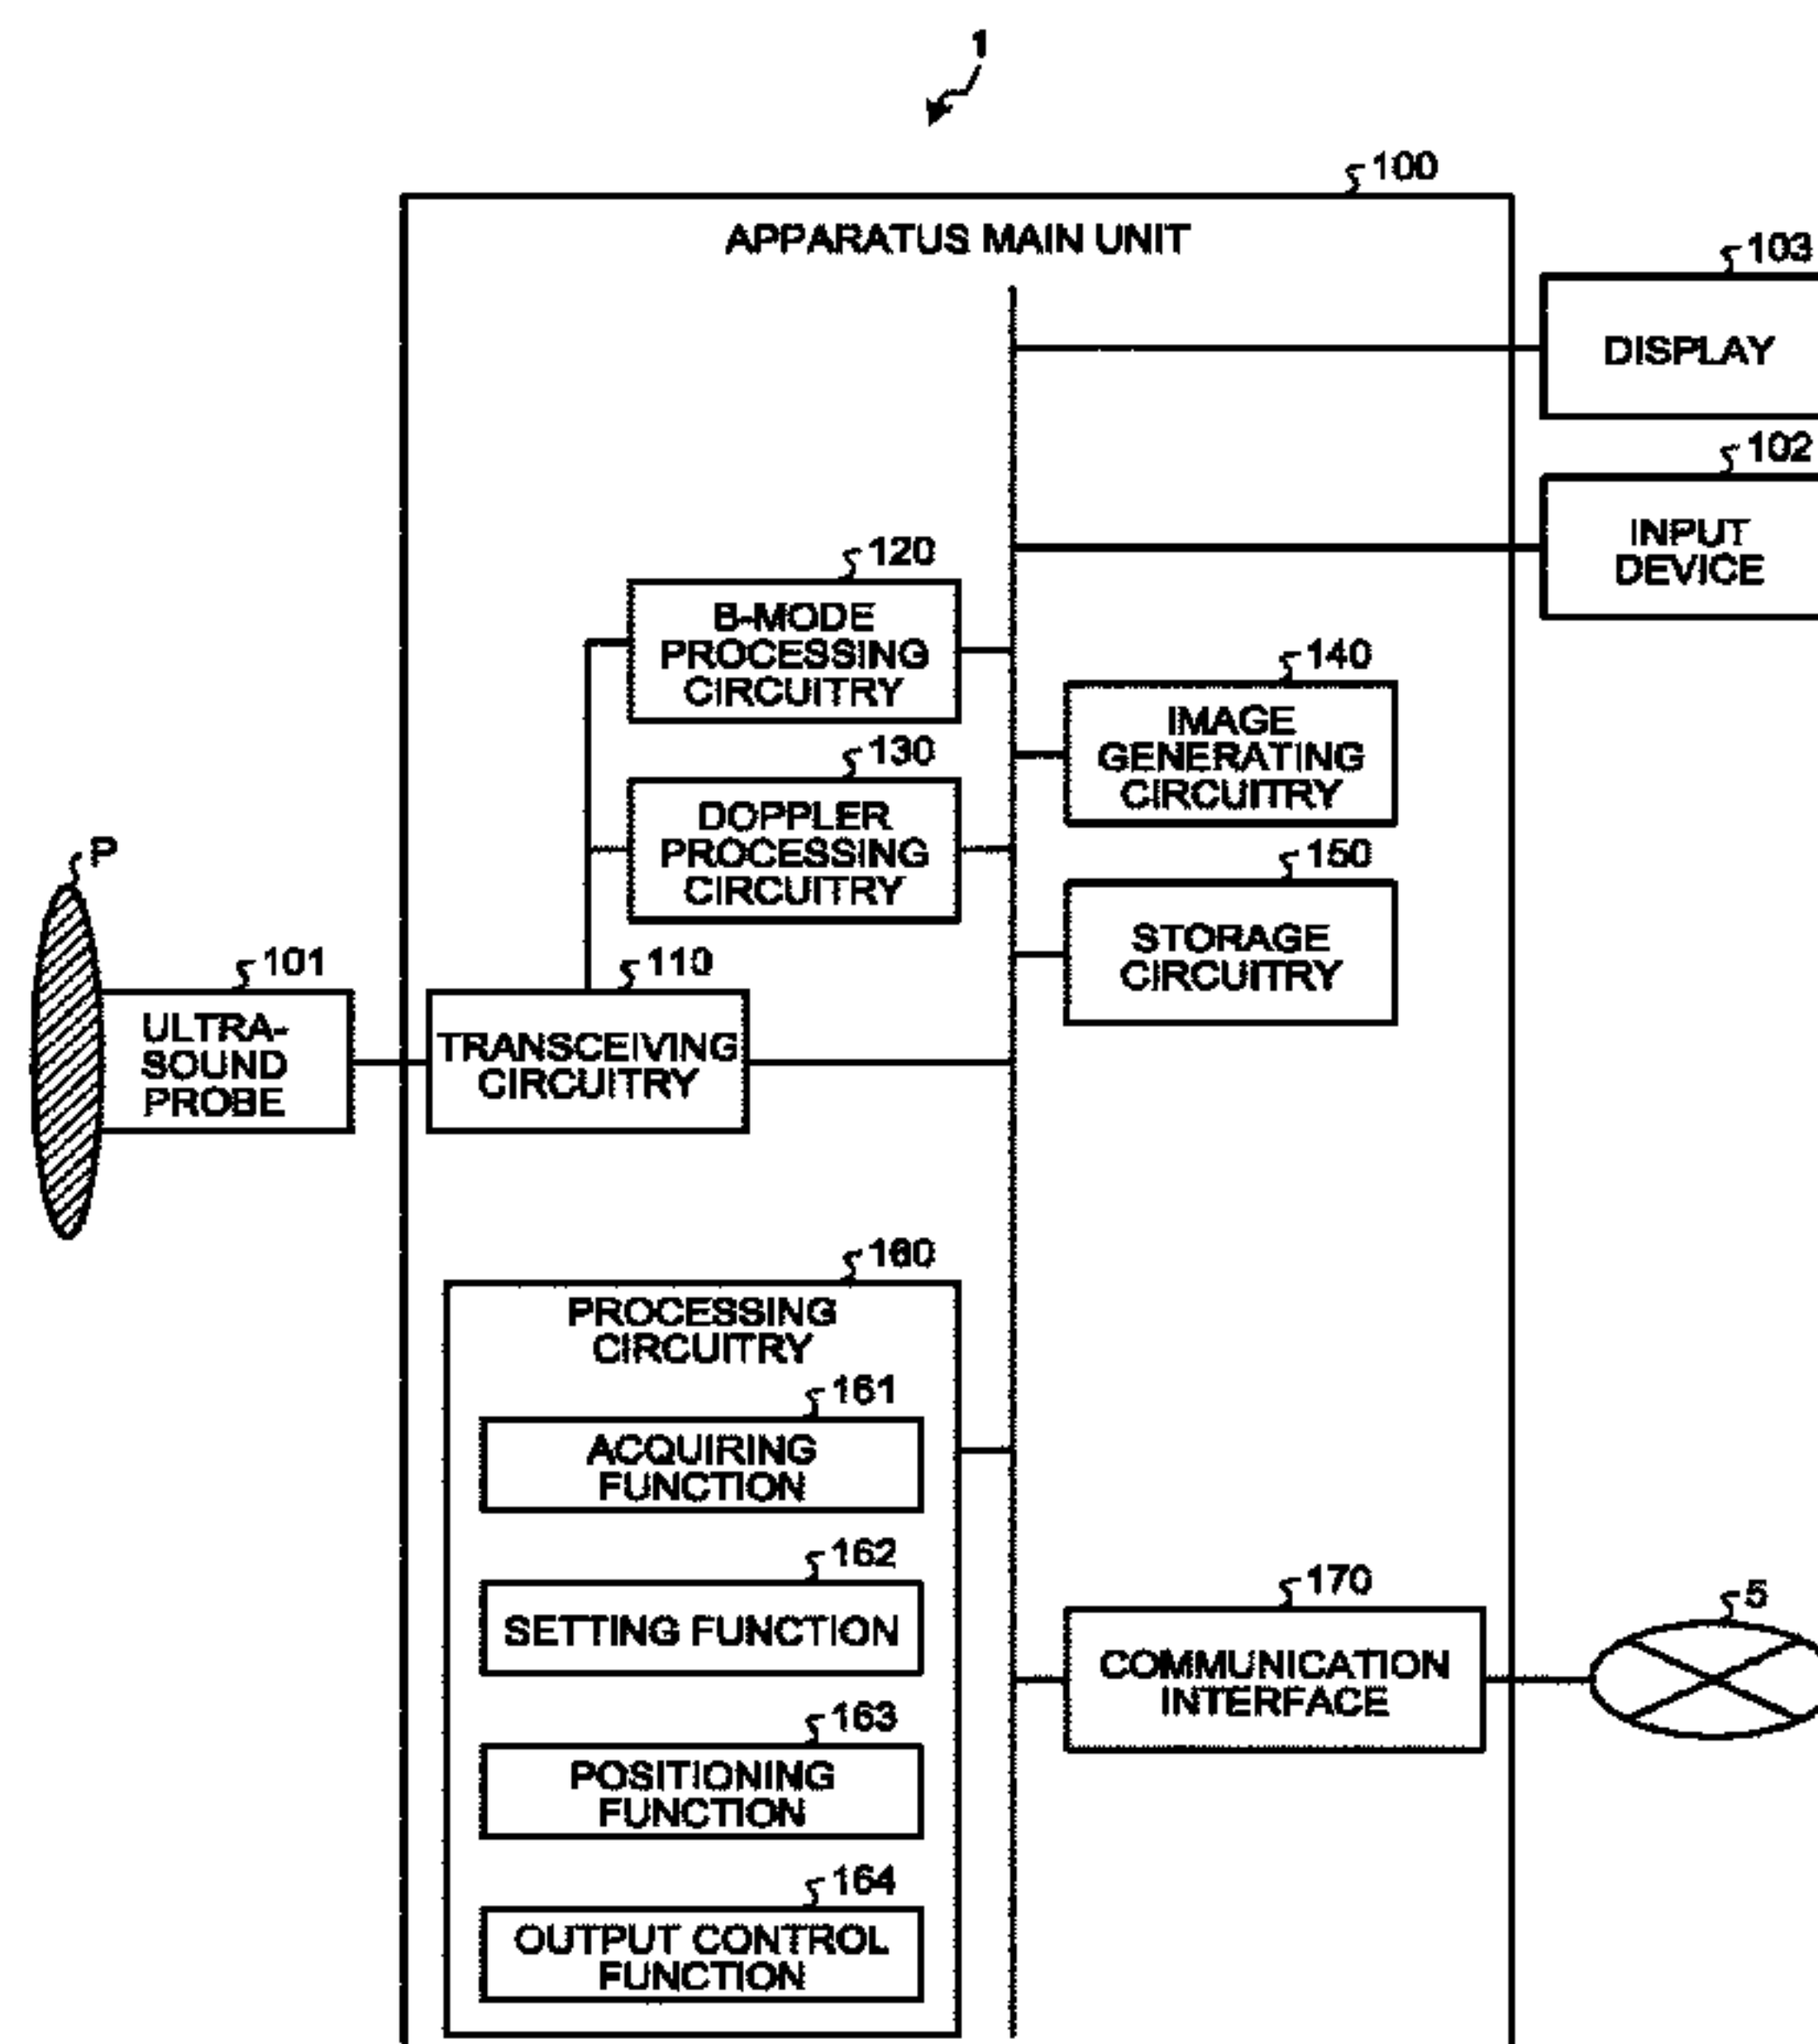 1
100
APPARATUS MAIN UNIT
103
DISPLAY
102
INPUT
DEVICE
120
B-MODE
PROCESSING
CIRCUITRY
140
IMAGE
GENERATING
CIRCUITRY
130
DOPPLER
PROCESSING
CIRCUITRY
150
STORAGE
CIRCUITRY
P
101
ULTRA-
SOUND
PROBE
110
TRANSCEIVING
CIRCUITRY
160
PROCESSING
CIRCUITRY
161
ACQUIRING
FUNCTION
162
SETTING FUNCTION
163
POSITIONING
FUNCTION
164
OUTPUT CONTROL
FUNCTION
170
COMMUNICATION
INTERFACE
5